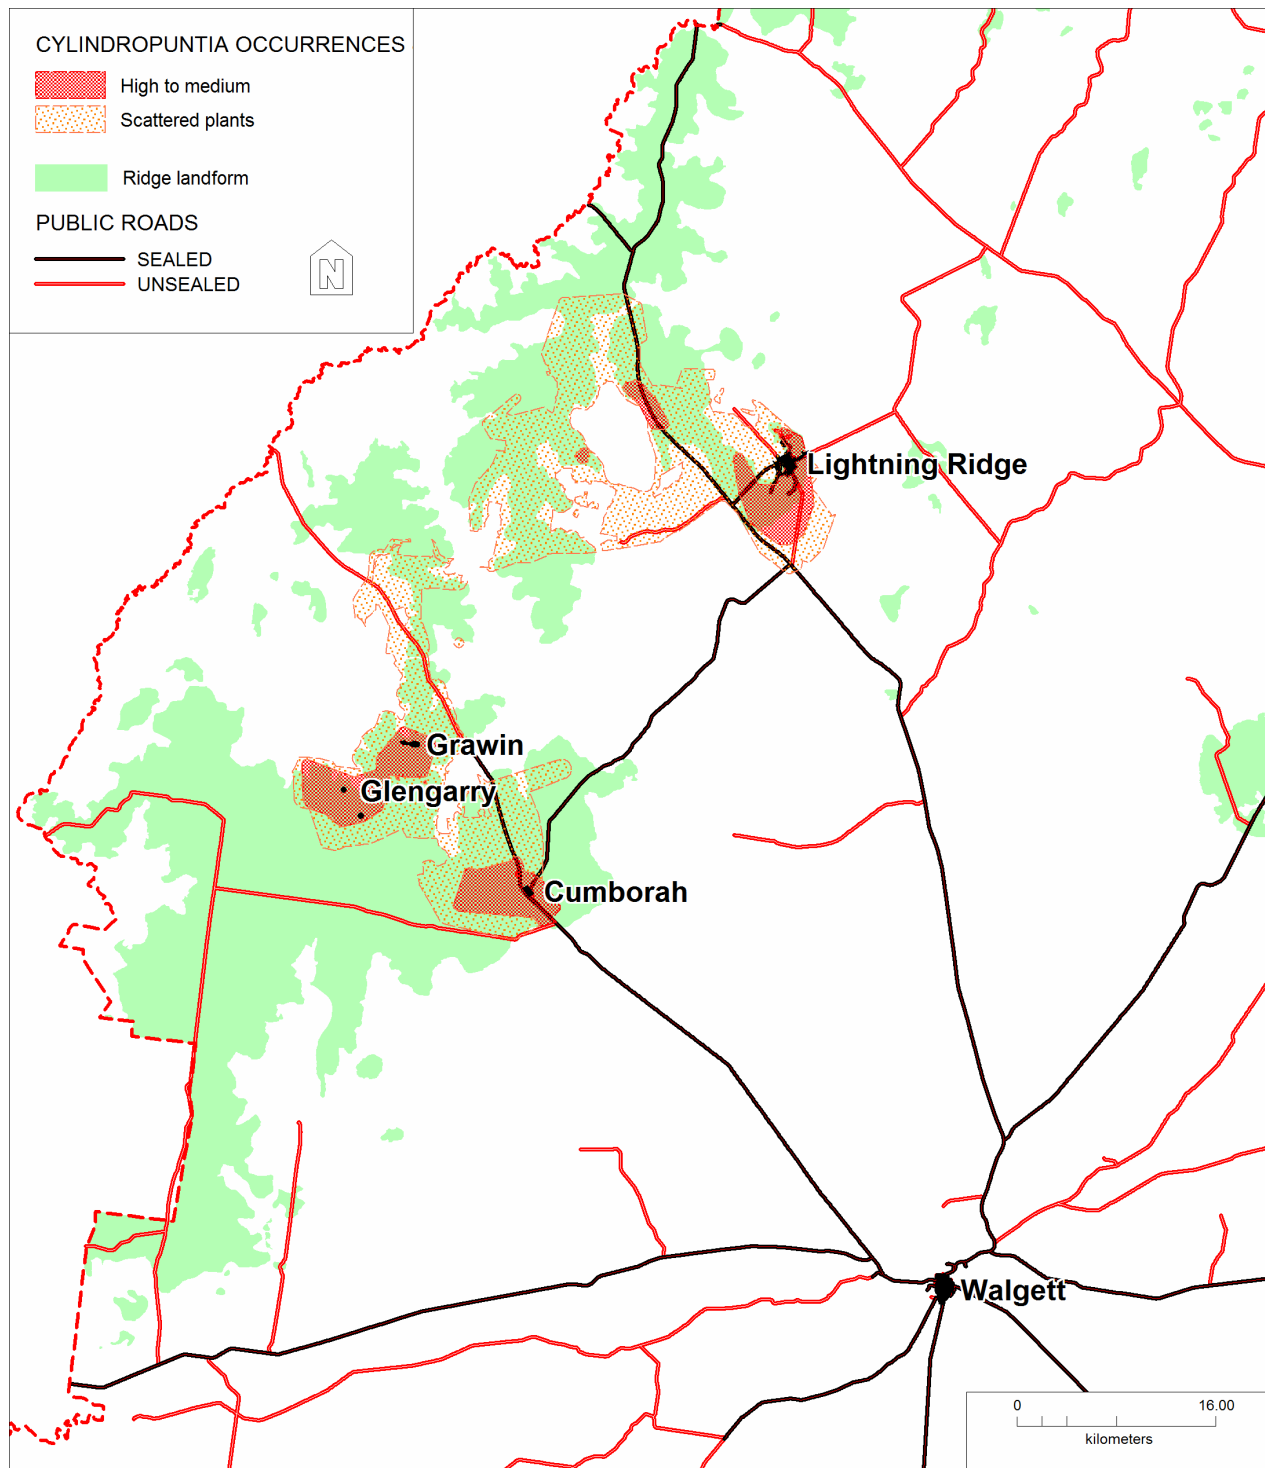 CYLINDROPUNTIA OCCURRENCES
High to medium
Scattered plants
Ridge landform
PUBLIC ROADS
SEALED
UNSEALED
N
Lightning Ridge
Grawin
Glengarry
Cumborah
Walgett
0 16.00
kilometers